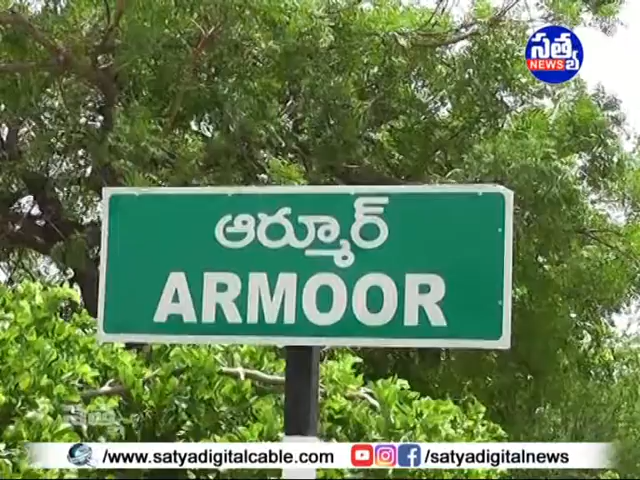 సత్య
NEWS
ఆర్మూర్
ARMOOR
/www.satyadigitalcable.com
/satyadigitalnews